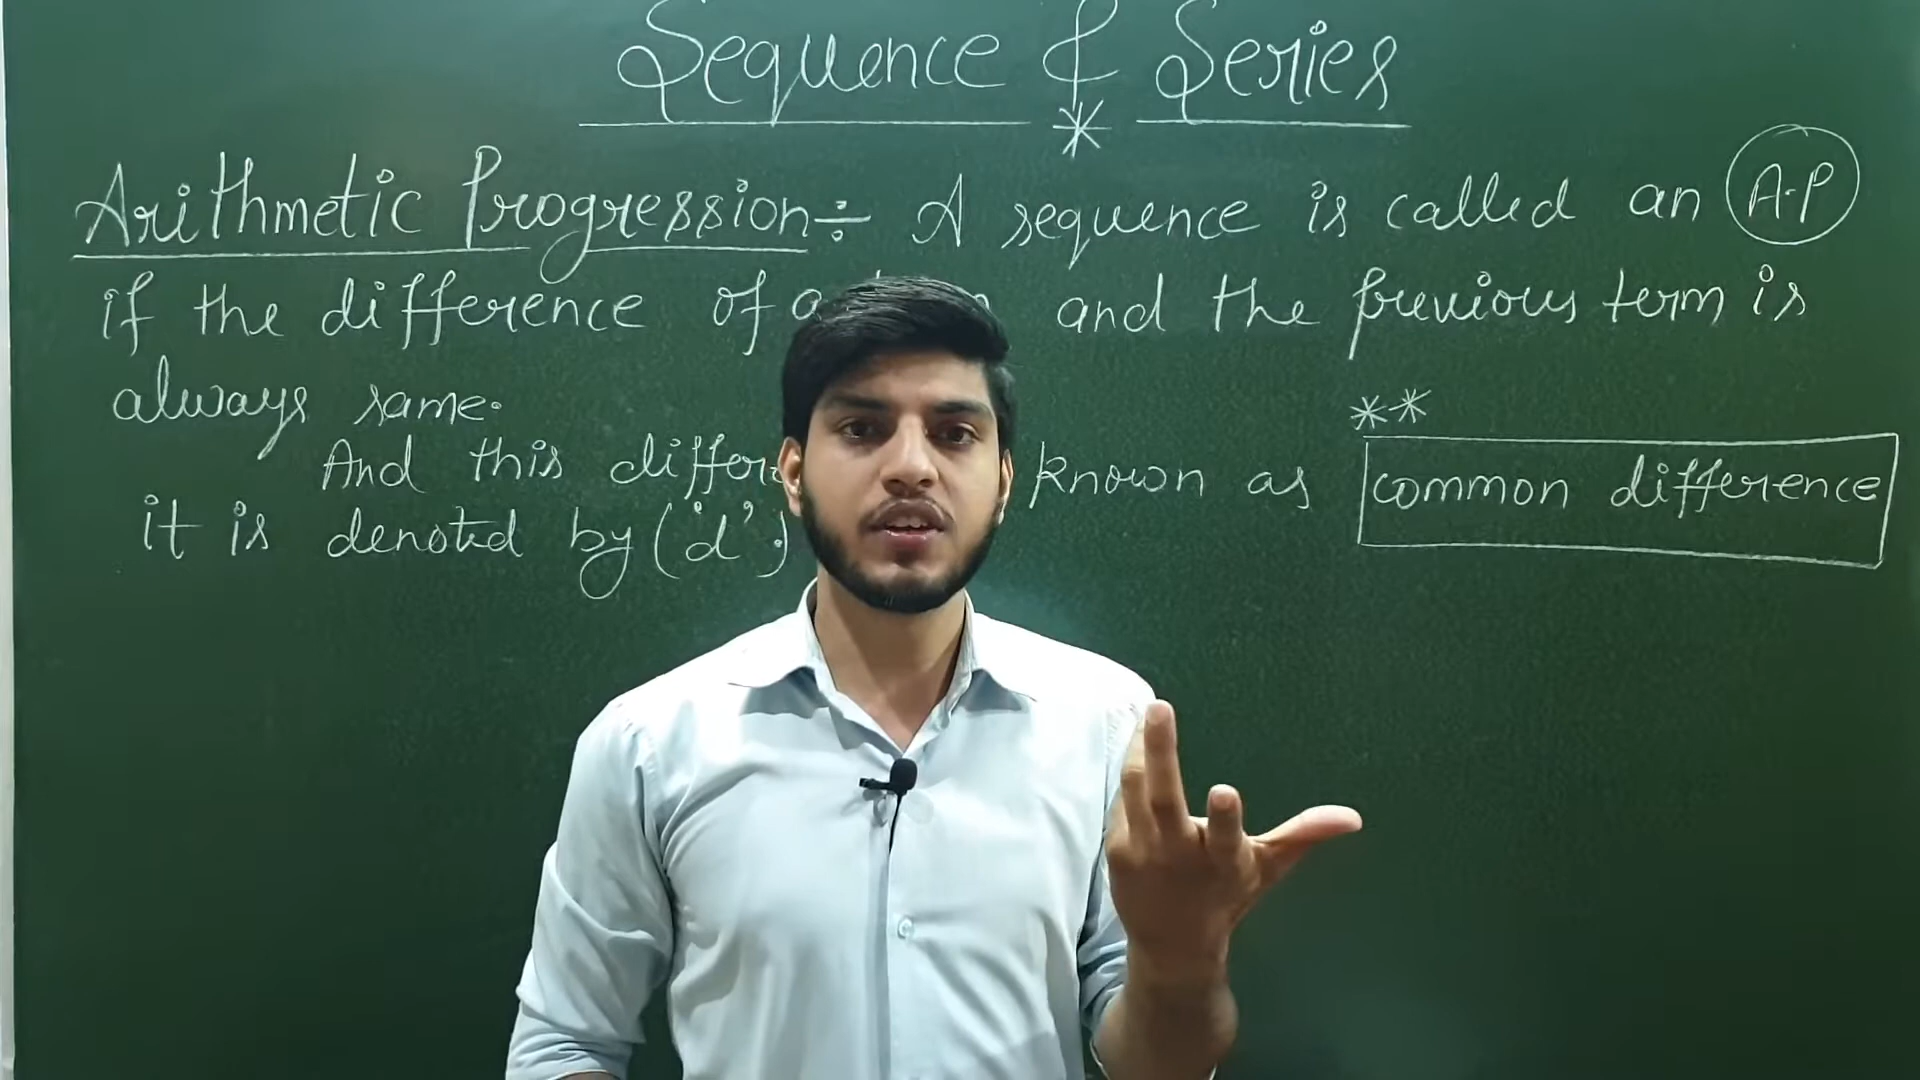 Sequence & Series
*
Arithmetic Progression÷ A sequence is called an A.P
if the difference of a and the previous term is
always same.
**
And this differe known as common difference
it is denoted by ('d'.)